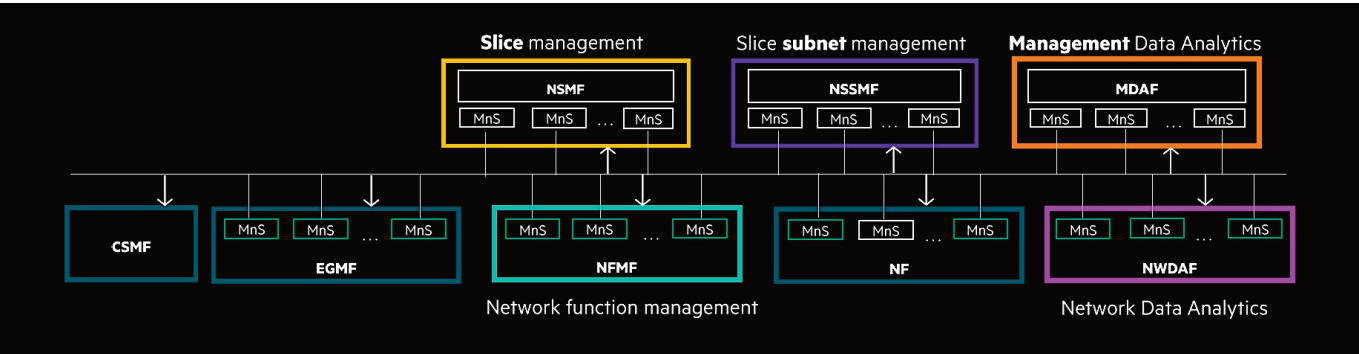 Slice management
Slice subnet management
Management Data Analytics
NSMF
NSSMF
MDAF
MnS MnS ... MnS
MnS MnS ... MnS
MnS MnS ... MnS
CSMF
MnS MnS ... MnS
EGMF
MnS MnS ... MnS
NFMF
MnS MnS ... MnS
NF
MnS MnS ... MnS
NWDAF
Network function management
Network Data Analytics